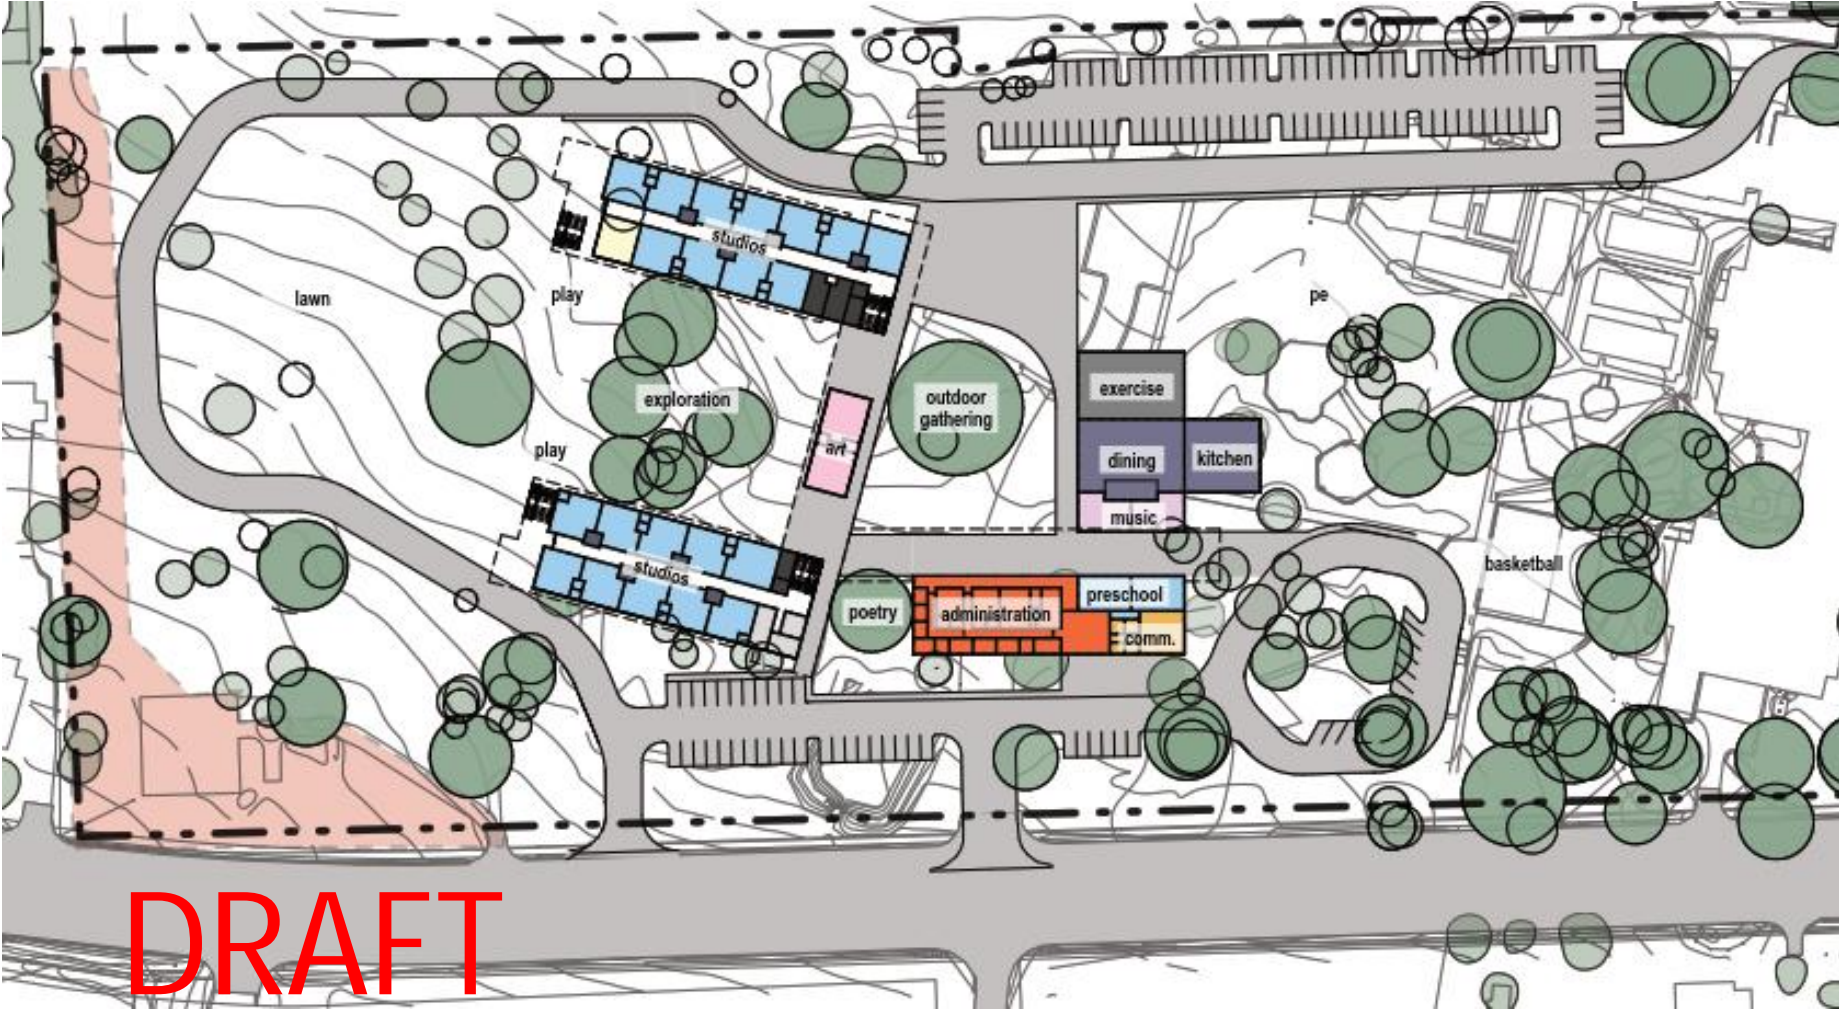 studios
lawn
play
pe
exploration
outdoor
gathering
exercise
play
art
dining
kitchen
music
studios
basketball
poetry
administration
preschool
comm.
DRAFT